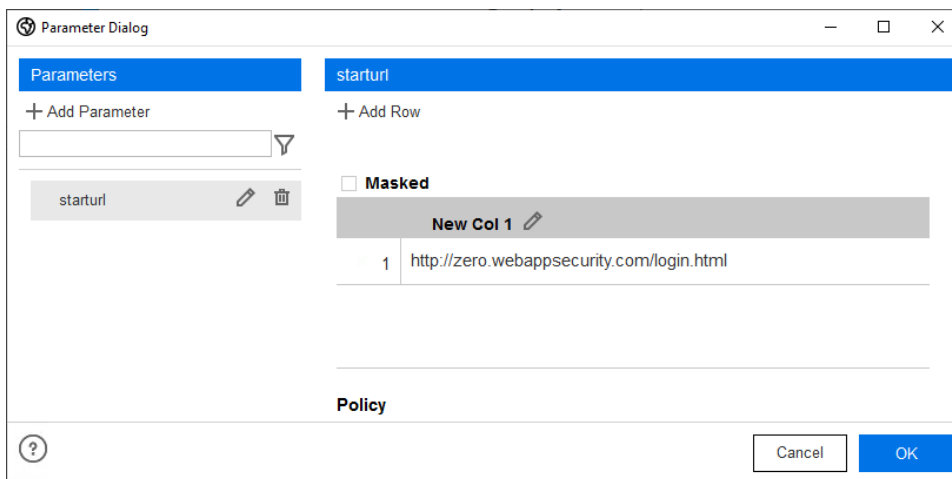 Parameter Dialog
Parameters
starturl
Add Parameter
Add Row
Masked
starturl
New Col 1
1 http://zero.webappsecurity.com/login.html
Policy
?
Cancel
OK